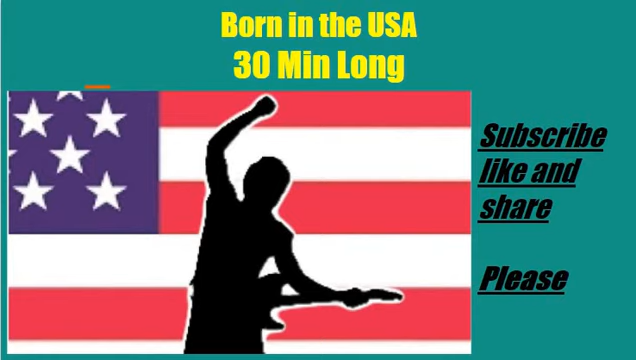 Born in the USA
30 Min Long
Subscribe
like and
share
Please